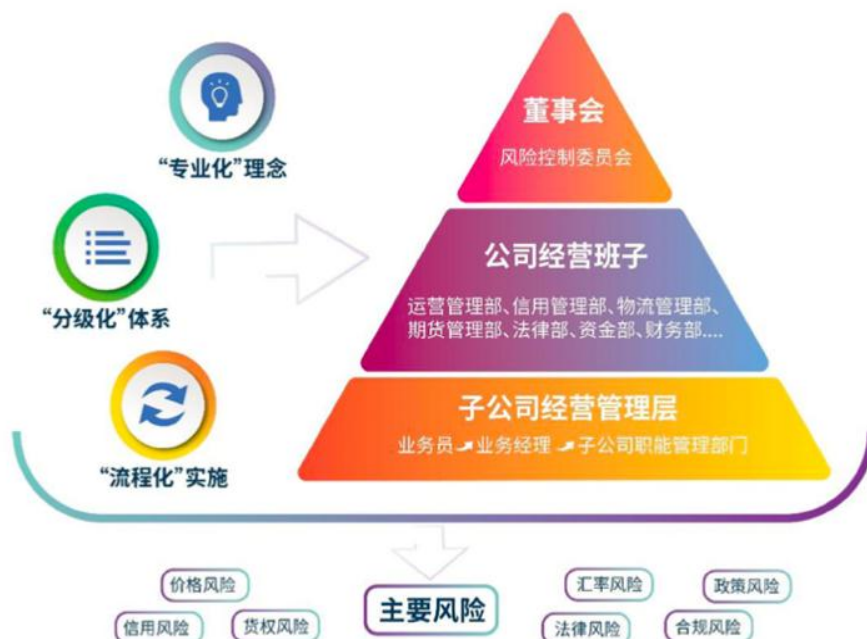 董事会
风险控制委员会
“专业化”理念
公司经营班子
运营管理部、信用管理部、物流管理部、
期货管理部、法律部、资金部、财务部....
“分级化”体系
子公司经营管理层
业务员→业务经理→子公司职能管理部门
“流程化”实施
价格风险
汇率风险
政策风险
主要风险
信用风险
货权风险
法律风险
合规风险